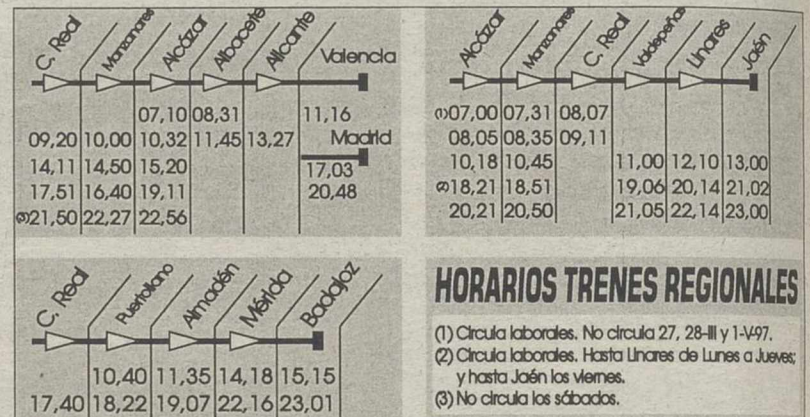 C. Real Manzanares Alcázar Albacete Alicante Valencia
07,10 08,31 11,16
09,20 10,00 10,32 11,45 13,27 Madrid
14,11 14,50 15,20 17,03
17,51 16,40 19,11 20,48
(3)21,50 22,27 22,56
Alcázar Manzanares C. Real Valdepeñas Linares Jaén
(1)07,00 07,31 08,07
08,05 08,35 09,11
10,18 10,45 11,00 12,10 13,00
(2)18,21 18,51 19,06 20,14 21,02
20,21 20,50 21,05 22,14 23,00
C. Real Puertollano Almadén Mérida Badajoz
10,40 11,35 14,18 15,15
17,40 18,22 19,07 22,16 23,01
HORARIOS TRENES REGIONALES
(1) Circula laborales. No circula 27, 28-III y 1-V-97.
(2) Circula laborales. Hasta Linares de Lunes a Jueves;
y hasta Jaén los viernes.
(3) No circula los sábados.